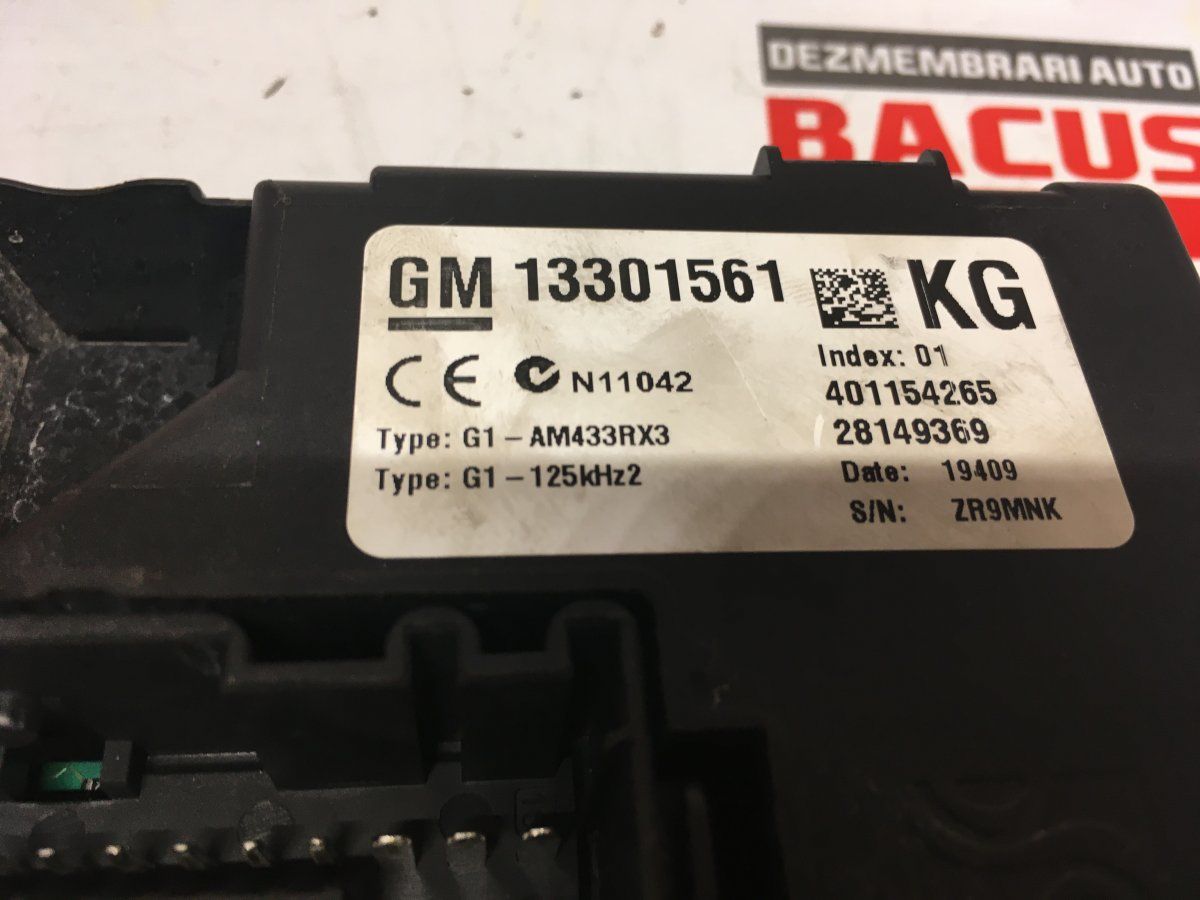 DEZMEMBRARI AUTO
BACUS
GM 13301561 KG
CE N11042
Index: 01
401154265
Type: G1-AM433RX3
28149369
Type: G1-125kHz2
Date: 19409
S/N: ZR9MNK